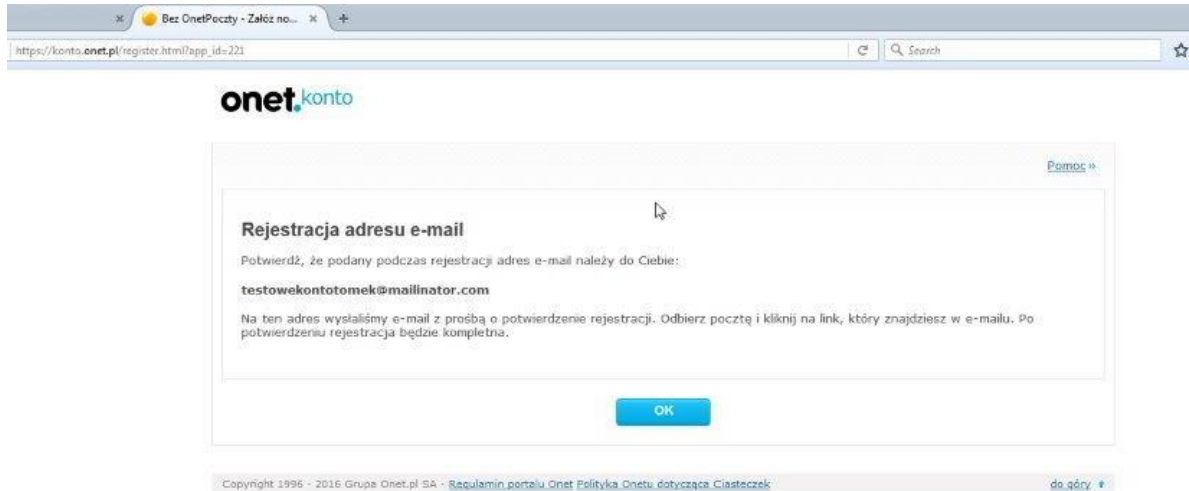 Bez OnetPoczty - Załóż no...
https://konto.onet.pl/register.html?app_id=221
Search
onet.konto
Pomoc »
Rejestracja adresu e-mail
Potwierdź, że podany podczas rejestracji adres e-mail należy do Ciebie:
testowekontotomek@mailinator.com
Na ten adres wysłaliśmy e-mail z prośbą o potwierdzenie rejestracji. Odbierz pocztę i kliknij na link, który znajdziesz w e-mailu. Po
potwierdzeniu rejestracja będzie kompletna.
OK
Copyright 1996 - 2016 Grupa Onet.pl SA - Regulamin portalu Onet Polityka Onetu dotycząca Ciasteczek
do góry